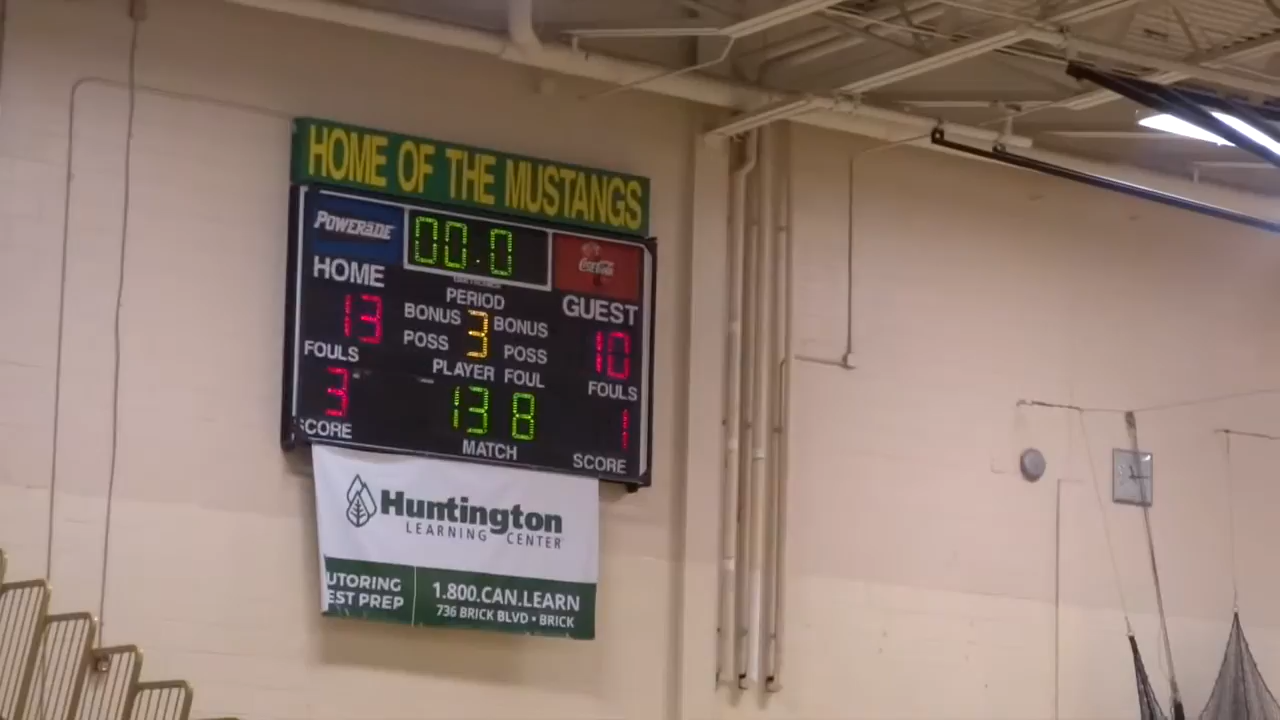 HOME OF THE MUSTANGS
POWERADE
00.0
Coca-Cola
HOME
PERIOD
GUEST
13
BONUS
3
BONUS
10
POSS
POSS
FOULS
PLAYER FOUL
FOULS
3
13 8
1
SCORE
MATCH
SCORE
Huntington
LEARNING CENTER
UTORING
EST PREP
1.800.CAN.LEARN
736 BRICK BLVD • BRICK